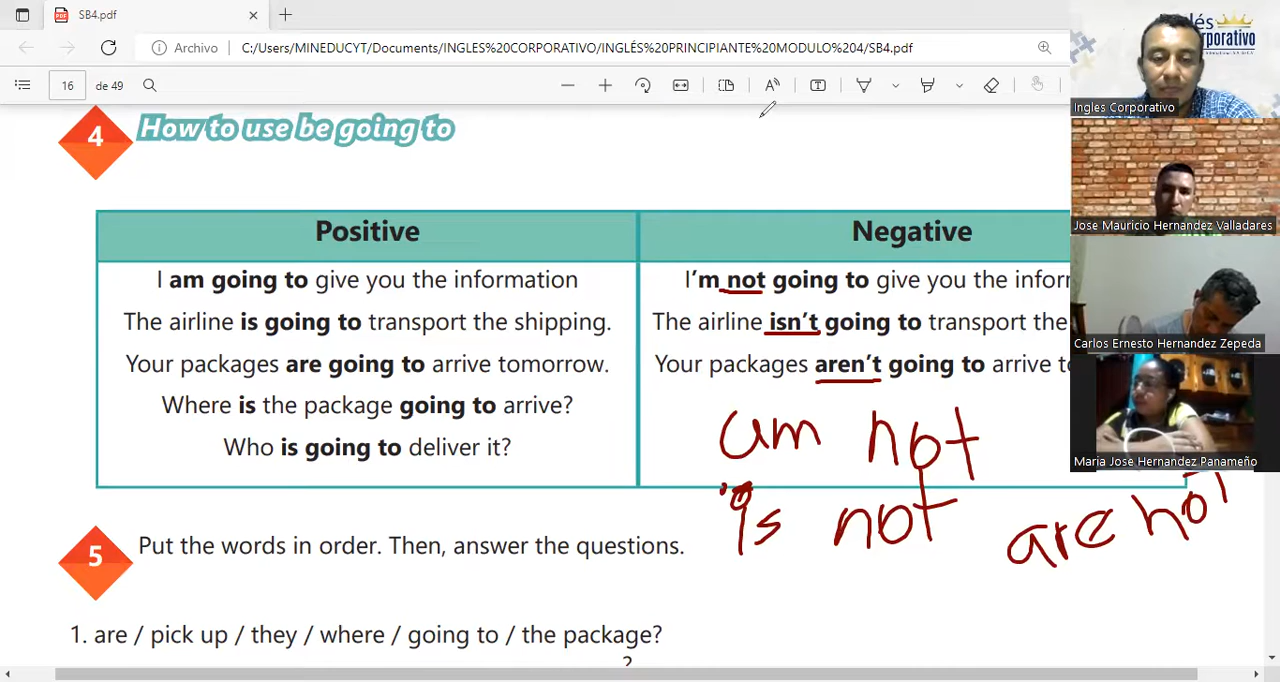 SB4.pdf
Archivo C:/Users/MINEDUCYT/Documents/INGLES%20CORPORATIVO/INGLÉS%20PRINCIPIANTE%20MODULO%204/SB4.pdf
16 de 49
4 How to use be going to
Positive Negative
I am going to give you the information I'm not going to give you the
The airline is going to transport the shipping. The airline isn't going to transport the
Your packages are going to arrive tomorrow. Your packages aren't going to arrive
Where is the package going to arrive?
Who is going to deliver it?
am not
is not
are not
5 Put the words in order. Then, answer the questions.
1. are / pick up / they / where / going to / the package?
Ingles Corporativo
Jose Mauricio Hernandez Valladares
Carlos Ernesto Hernandez Zepeda
Maria Jose Hernandez Panameño